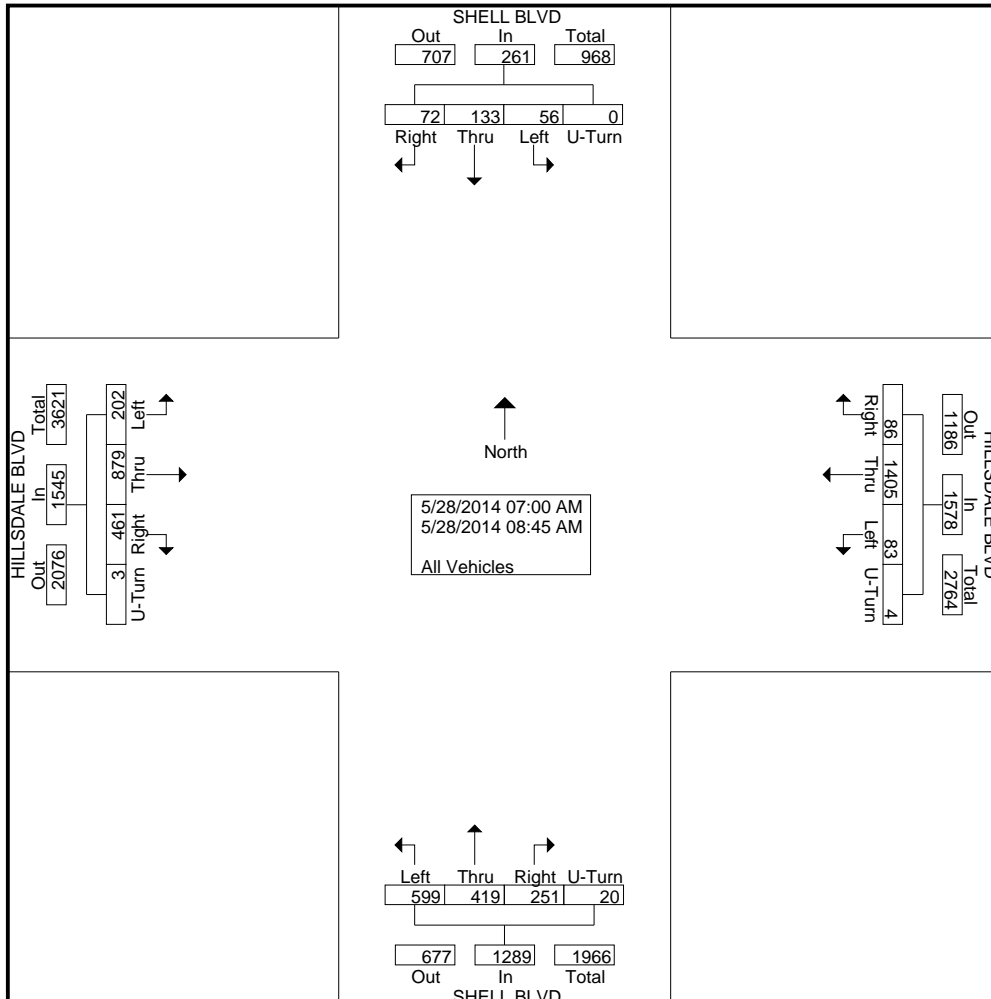 SHELL BLVD
Out In Total
707 261 968
72 133 56 0
Right Thru Left U-Turn
HILLSDALE BLVD
Total In Out
3621 1545 2076
202 879 461 3
Left Thru Right U-Turn
North
5/28/2014 07:00 AM
5/28/2014 08:45 AM
All Vehicles
HILLSDALE BLVD
Out In Total
1186 1578 2764
86 1405 83 4
Right Thru Left U-Turn
Left Thru Right U-Turn
599 419 251 20
677 1289 1966
Out In Total
SHELL BLVD